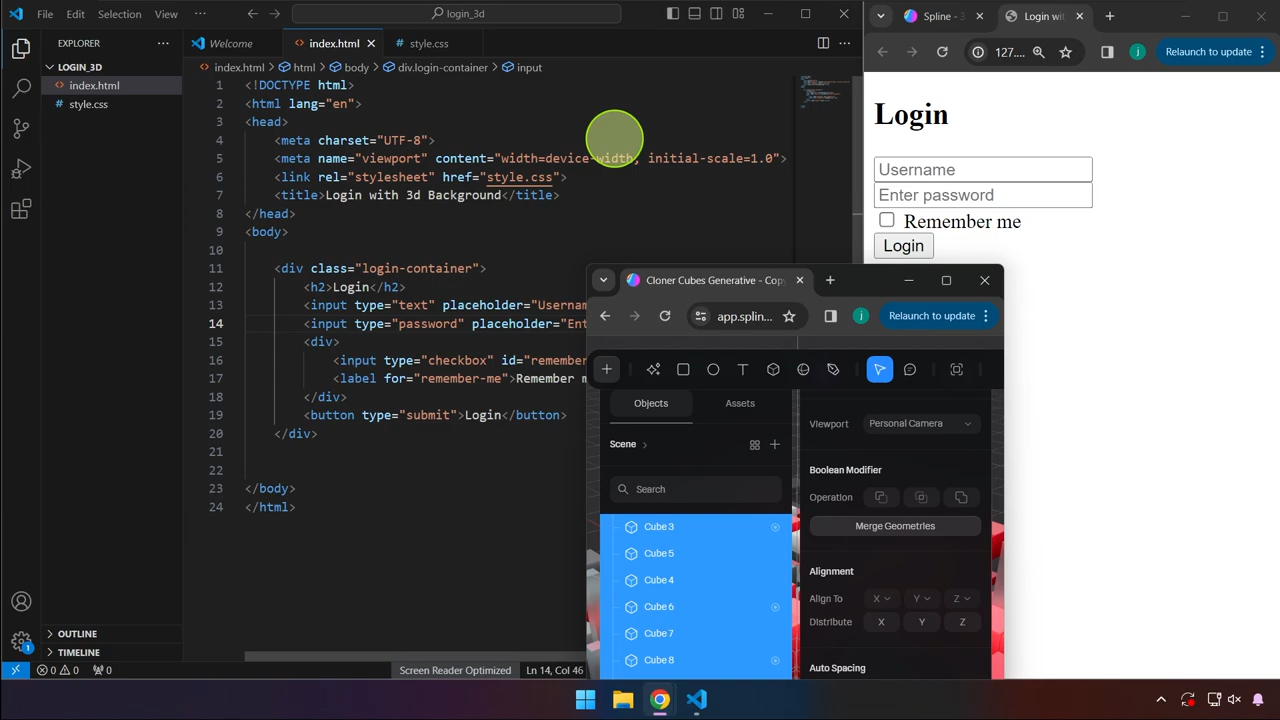 File Edit Selection View ··· login_3d
EXPLORER ···
LOGIN_3D
index.html
style.css
OUTLINE
TIMELINE
Welcome index.html style.css
index.html > html > body > div.login-container > input
1 <!DOCTYPE html>
2 <html lang="en">
3 <head>
4 <meta charset="UTF-8">
5 <meta name="viewport" content="width=device-width, initial-scale=1.0">
6 <link rel="stylesheet" href="style.css">
7 <title>Login with 3d Background</title>
8 </head>
9 <body>
10
11 <div class="login-container">
12 <h2>Login</h2>
13 <input type="text" placeholder="Usernam
14 <input type="password" placeholder="Ent
15 <div>
16 <input type="checkbox" id="remember
17 <label for="remember-me">Remember m
18 </div>
19 <button type="submit">Login</button>
20 </div>
21
22
23 </body>
24 </html>
0 0 0 Screen Reader Optimized Ln 14, Col 46
1
Spline - 3 Login wit
127.... j Relaunch to update
Login
Username
Enter password
Remember me
Login
Cloner Cubes Generative - Copy
app.splin... j Relaunch to update
Objects Assets
Scene
Search
Cube 3
Cube 5
Cube 4
Cube 6
Cube 7
Cube 8
Viewport Personal Camera
Boolean Modifier
Operation
Merge Geometries
Alignment
Align To X Y Z
Distribute X Y Z
Auto Spacing